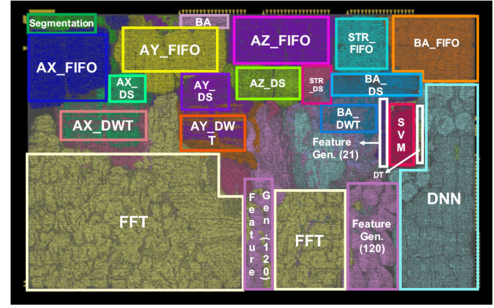 Segmentation
BA
AX_FIFO
AY_FIFO
AZ_FIFO
STR_
FIFO
BA_FIFO
AX_
DS
AY_
DS
AZ_DS
STR
_DS
BA_
DS
AX_DWT
AY_DW
T
BA_
DWT
SVM
Feature
Gen. (21)
DT
FFT
Feature
Gen. (120)
FFT
Feature
Gen.
(120)
DNN